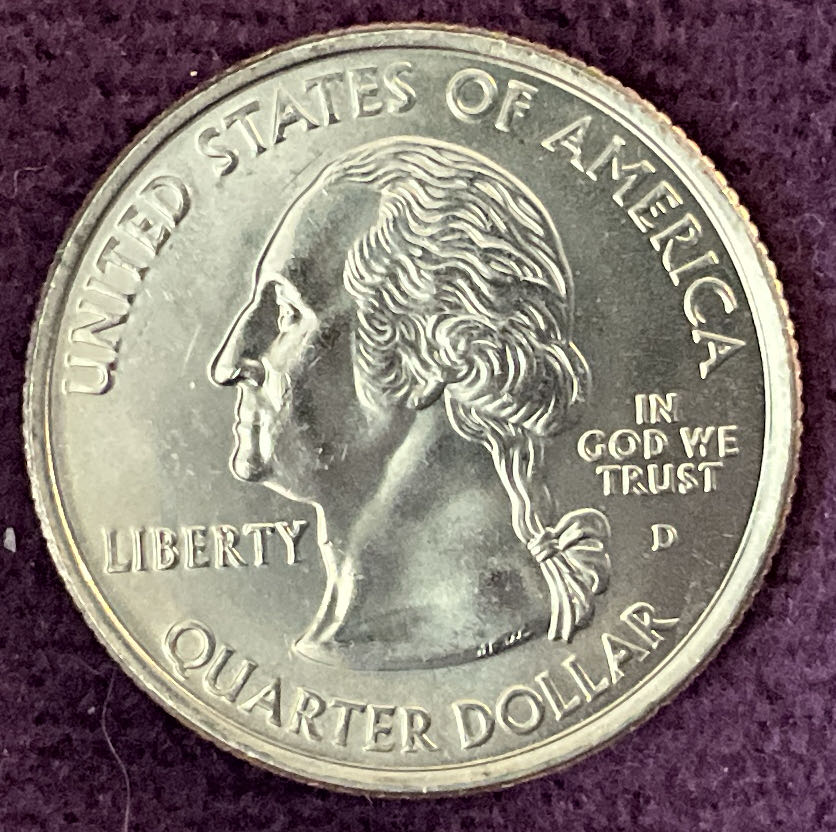 UNITED STATES OF AMERICA
IN
GOD WE
TRUST
LIBERTY
D
QUARTER DOLLAR